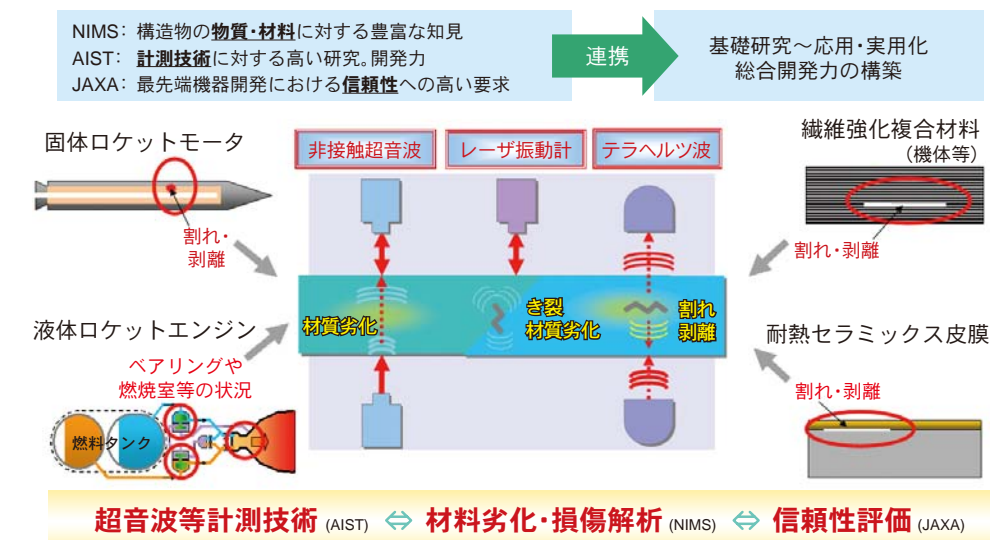 NIMS: 構造物の物質・材料に対する豊富な知見
AIST: 計測技術に対する高い研究。開発力
JAXA: 最先端機器開発における信頼性への高い要求
連携
基礎研究～応用・実用化
総合開発力の構築
固体ロケットモータ
割れ・
剥離
非接触超音波
レーザ振動計
テラヘルツ波
繊維強化複合材料
(機体等)
割れ・剥離
材質劣化
き裂
材質劣化
割れ
剥離
液体ロケットエンジン
ベアリングや
燃焼室等の状況
燃料タンク
耐熱セラミックス皮膜
割れ・剥離
超音波等計測技術 (AIST) ⇔ 材料劣化・損傷解析 (NIMS) ⇔ 信頼性評価 (JAXA)